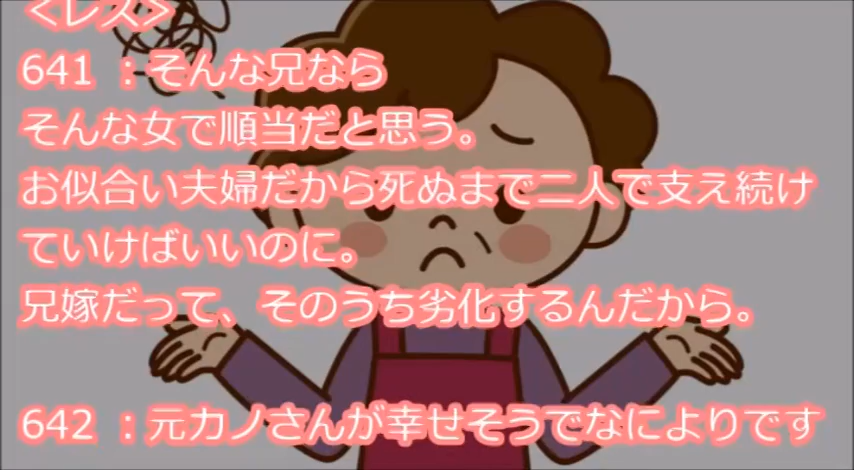 <レス>
641 ：そんな兄なら
そんな女で順当だと思う。
お似合い夫婦だから死ぬまで二人で支え続け
ていけばいいのに。
兄嫁だって、そのうち劣化するんだから。
642 ：元カノさんが幸せそうでなによりです